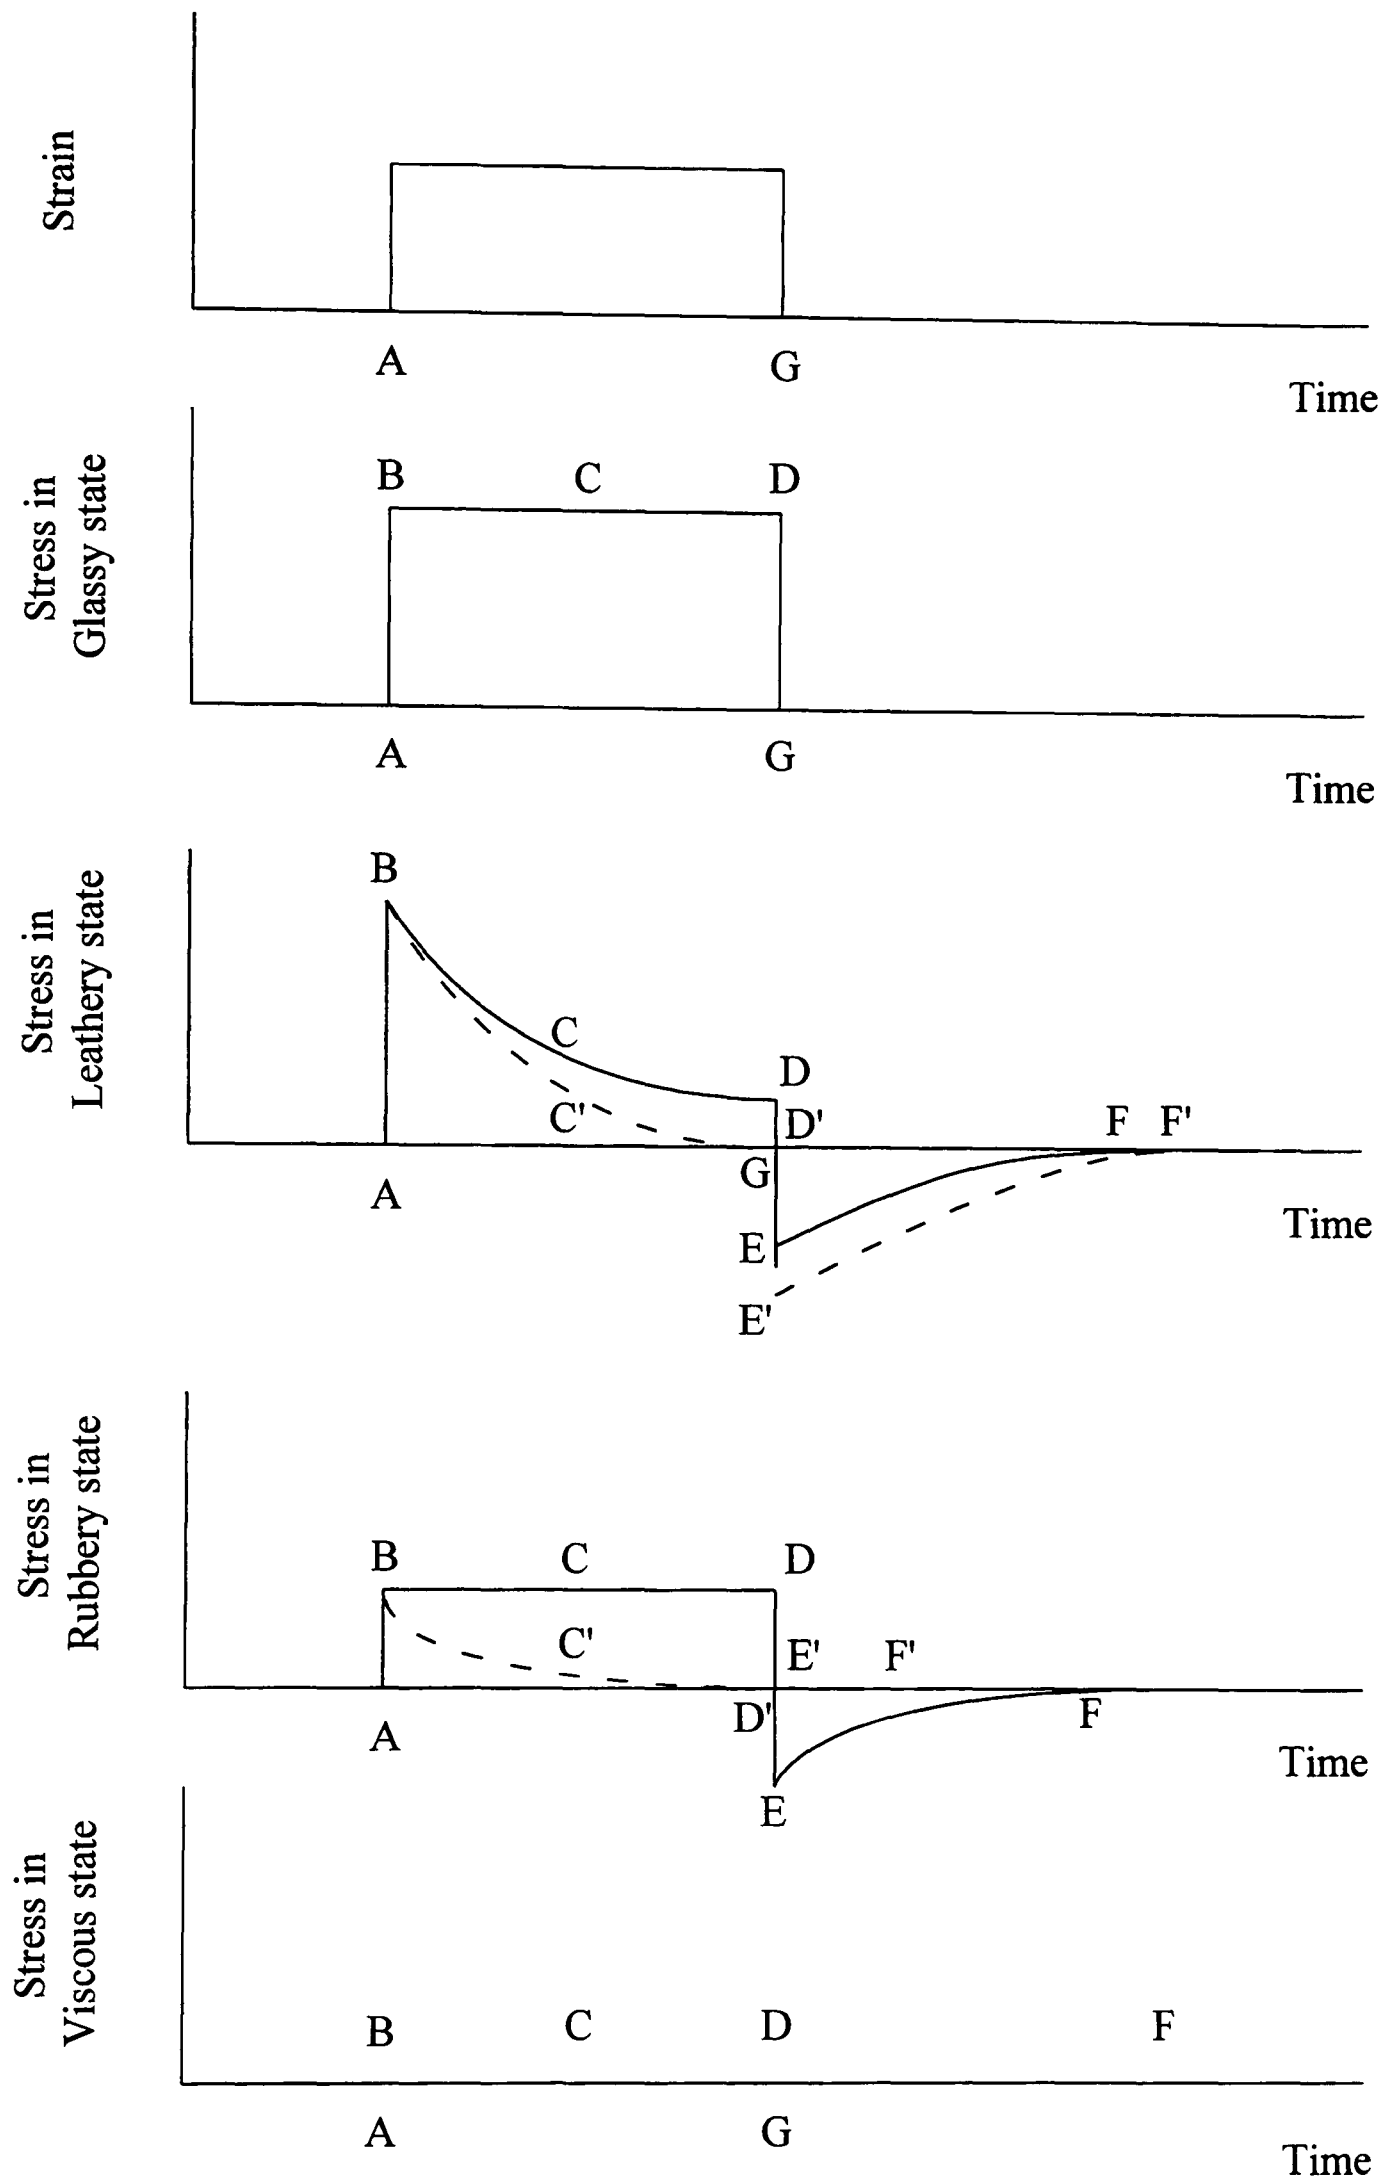 Strain
A G
Time
Stress in
Glassy state
B C D
A G
Time
Stress in
Leathery state
B
C
D
C' D' F F'
G
A
Time
E
E'
Stress in
Rubbery state
B C D
C' E' F'
D' F
A
Time
E
Stress in
Viscous state
B C D F
A G
Time